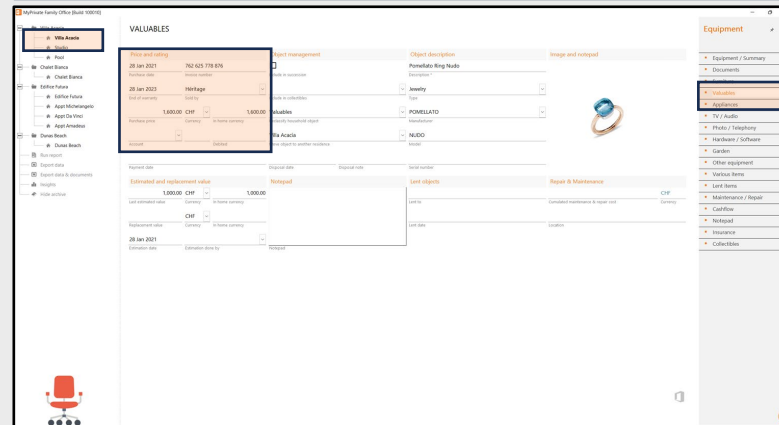 MyPrivate Family Office [Build 100010]
Villa Acacia
Villa Acacia
Studio
Pool
Chalet Blanca
Chalet Blanca
Edifice Futura
Edifice Futura
Appt Michelangelo
Appt Da Vinci
Appt Amadeus
Dunas Beach
Dunas Beach
Run report
Export data
Export data & documents
Insights
Hide archive
VALUABLES
Price and rating
28 Jan 2021 762 625 778 876
Purchase date Invoice number
28 Jan 2023 Héritage
End of warranty Sold by
1,600.00 CHF 1,600.00
Purchase price Currency In home currency
Account Debited
Payment date
Object management
Include in succession
Include in collectibles
Valuables
Reclassify household object
Villa Acacia
Move object to another residence
Disposal date Disposal note
Object description
Pomellato Ring Nudo
Description *
Jewelry
Type
POMELLATO
Manufacturer
NUDO
Model
Serial number
Image and notepad
Estimated and replacement value
1,000.00 CHF 1,000.00
Last estimated value Currency In home currency
CHF
Replacement value Currency In home currency
28 Jan 2021
Estimation date Estimation done by
Notepad
Notepad
Lent objects
Lent to
Lent date
Repair & Maintenance
CHF
Cumulated maintenance & repair cost Currency
Location
Equipment
Equipment / Summary
Documents
Valuables
Appliances
TV / Audio
Photo / Telephony
Hardware / Software
Garden
Other equipment
Various items
Lent items
Maintenance / Repair
Cashflow
Notepad
Insurance
Collectibles